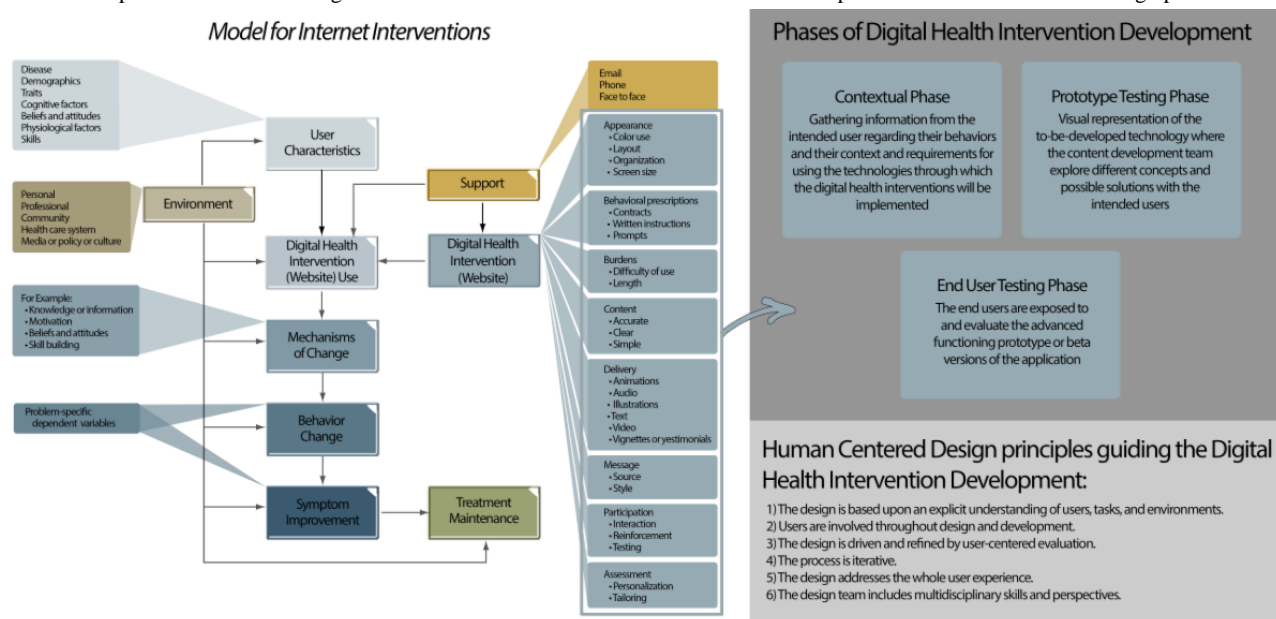 Model for Internet Interventions
Disease
Demographics
Traits
Cognitive factors
Beliefs and attitudes
Physiological factors
Skills
User
Characteristics
Personal
Professional
Community
Health care system
Media or policy or culture
Environment
Support
Email
Phone
Face to face
Digital Health
Intervention
(Website) Use
Digital Health
Intervention
(Website)
For Example:
• Knowledge or information
• Motivation
• Beliefs and attitudes
• Skill building
Mechanisms
of Change
Problem-specific
dependent variables
Behavior
Change
Symptom
Improvement
Treatment
Maintenance
Appearance
• Color use
• Layout
• Organization
• Screen size
Behavioral prescriptions
• Contracts
• Written instructions
• Prompts
Burdens
• Difficulty of use
• Length
Content
• Accurate
• Clear
• Simple
Delivery
• Animations
• Audio
• Illustrations
• Text
• Video
• Vignettes or yestimonials
Message
• Source
• Style
Participation
• Interaction
• Reinforcement
• Testing
Assessment
• Personalization
• Tailoring
Phases of Digital Health Intervention Development
Contextual Phase
Gathering information from the
intended user regarding their behaviors
and their context and requirements for
using the technologies through which
the digital health interventions will be
implemented
Prototype Testing Phase
Visual representation of the
to-be-developed technology where
the content development team
explore different concepts and
possible solutions with the
intended users
End User Testing Phase
The end users are exposed to
and evaluate the advanced
functioning prototype or beta
versions of the application
Human Centered Design principles guiding the Digital
Health Intervention Development:
1) The design is based upon an explicit understanding of users, tasks, and environments.
2) Users are involved throughout design and development.
3) The design is driven and refined by user-centered evaluation.
4) The process is iterative.
5) The design addresses the whole user experience.
6) The design team includes multidisciplinary skills and perspectives.